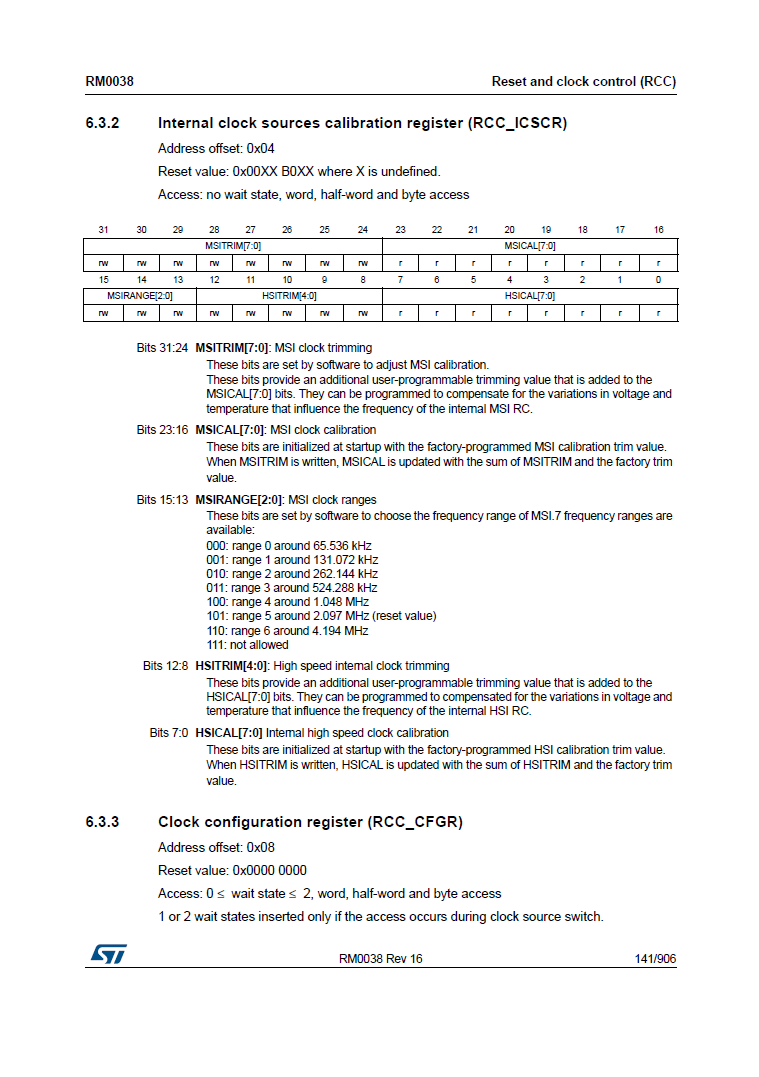 RM0038 Reset and clock control (RCC)
6.3.2 Internal clock sources calibration register (RCC_ICSCR)
Address offset: 0x04
Reset value: 0x00XX B0XX where X is undefined.
Access: no wait state, word, half-word and byte access
31 30 29 28 27 26 25 24 23 22 21 20 19 18 17 16
MSITRIM[7:0] MSICAL[7:0]
rw rw rw rw rw rw rw rw r r r r r r r r
15 14 13 12 11 10 9 8 7 6 5 4 3 2 1 0
MSIRANGE[2:0] HSITRIM[4:0] HSICAL[7:0]
rw rw rw rw rw rw rw rw r r r r r r r r
Bits 31:24 MSITRIM[7:0]: MSI clock trimming
These bits are set by software to adjust MSI calibration.
These bits provide an additional user-programmable trimming value that is added to the
MSICAL[7:0] bits. They can be programmed to compensate for the variations in voltage and
temperature that influence the frequency of the internal MSI RC.
Bits 23:16 MSICAL[7:0]: MSI clock calibration
These bits are initialized at startup with the factory-programmed MSI calibration trim value.
When MSITRIM is written, MSICAL is updated with the sum of MSITRIM and the factory trim
value.
Bits 15:13 MSIRANGE[2:0]: MSI clock ranges
These bits are set by software to choose the frequency range of MSI.7 frequency ranges are
available:
000: range 0 around 65.536 kHz
001: range 1 around 131.072 kHz
010: range 2 around 262.144 kHz
011: range 3 around 524.288 kHz
100: range 4 around 1.048 MHz
101: range 5 around 2.097 MHz (reset value)
110: range 6 around 4.194 MHz
111: not allowed
Bits 12:8 HSITRIM[4:0]: High speed internal clock trimming
These bits provide an additional user-programmable trimming value that is added to the
HSICAL[7:0] bits. They can be programmed to compensated for the variations in voltage and
temperature that influence the frequency of the internal HSI RC.
Bits 7:0 HSICAL[7:0] Internal high speed clock calibration
These bits are initialized at startup with the factory-programmed HSI calibration trim value.
When HSITRIM is written, HSICAL is updated with the sum of HSITRIM and the factory trim
value.
6.3.3 Clock configuration register (RCC_CFGR)
Address offset: 0x08
Reset value: 0x0000 0000
Access: 0 ≤ wait state ≤ 2, word, half-word and byte access
1 or 2 wait states inserted only if the access occurs during clock source switch.
ST RM0038 Rev 16 141/906